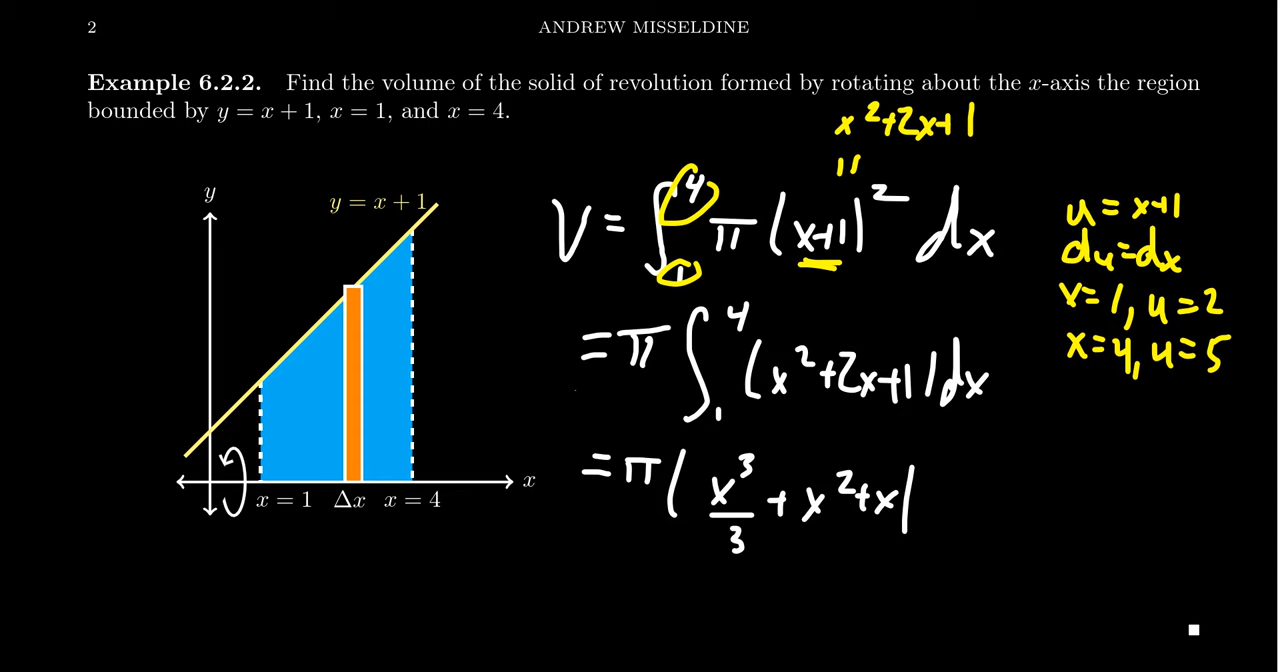 2 ANDREW MISSELDINE
Example 6.2.2. Find the volume of the solid of revolution formed by rotating about the x-axis the region
bounded by y = x + 1, x = 1, and x = 4.
x² + 2x + 1
॥
V = ∫₁⁴ π (x+1)² dx
= π ∫₁⁴ (x² + 2x + 1) dx
= π ( x³/3 + x² + x |
u = x+1
du = dx
x = 1, u = 2
x = 4, u = 5
y
y = x + 1
x
x = 1 Δx x = 4